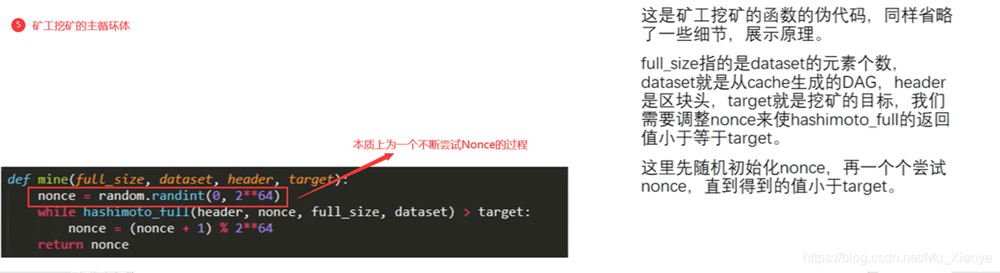 5 矿工挖矿的主循环体
本质上为一个不断尝试Nonce的过程
def mine(full_size, dataset, header, target):
    nonce = random.randint(0, 2**64)
    while hashimoto_full(header, nonce, full_size, dataset) > target:
        nonce = (nonce + 1) % 2**64
    return nonce
这是矿工挖矿的函数的伪代码，同样省略
了一些细节，展示原理。
full_size指的是dataset的元素个数，
dataset就是从cache生成的DAG，header
是区块头，target就是挖矿的目标，我们
需要调整nonce来使hashimoto_full的返回
值小于等于target。
这里先随机初始化nonce，再一个个尝试
nonce，直到得到的值小于target。
https://blog.csdn.net/Mu_Xiaoye